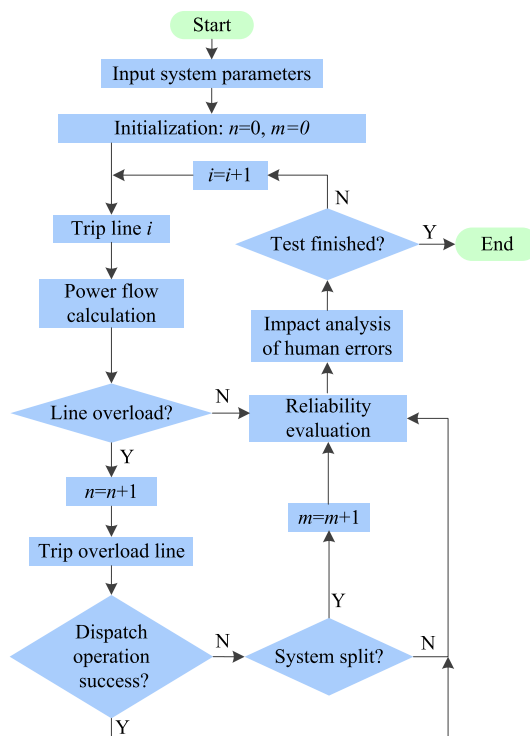 Start
Input system parameters
Initialization: n=0, m=0
i=i+1
N
Trip line i
Test finished?
Y
End
Power flow
calculation
Impact analysis
of human errors
Line overload?
N
Reliability
evaluation
Y
n=n+1
m=m+1
Trip overload line
Y
Dispatch
operation
success?
N
System split?
N
Y